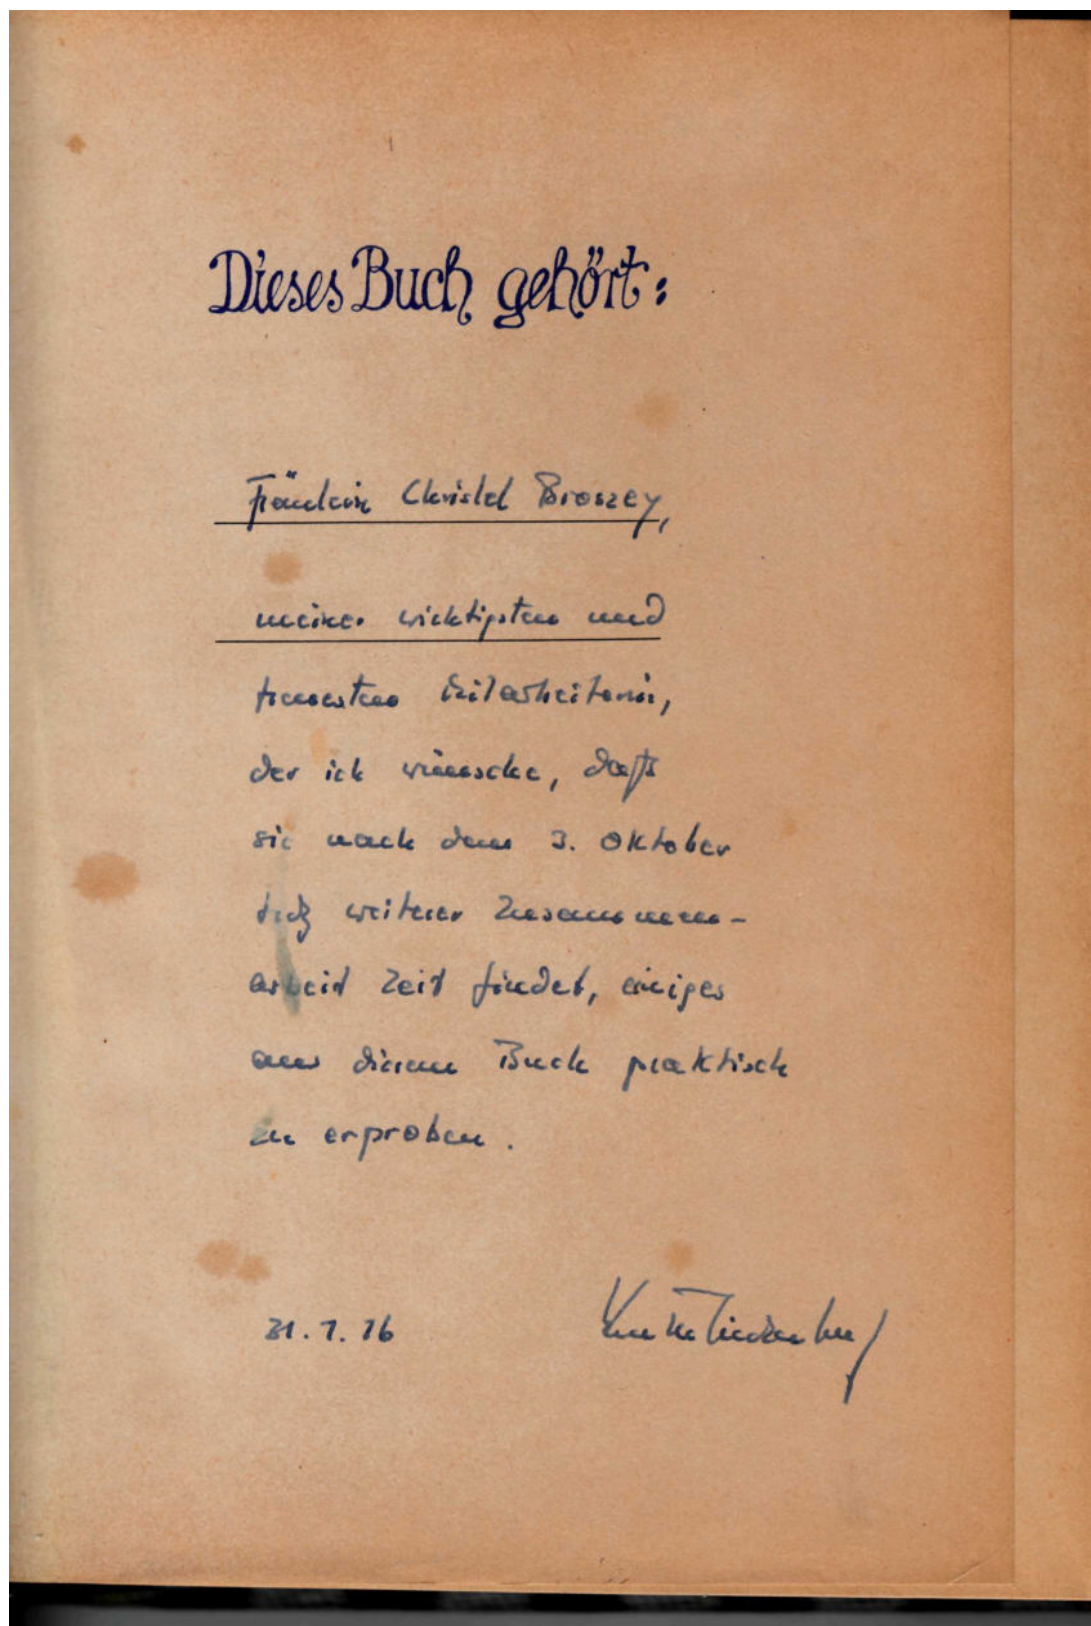 Dieses Buch gehört:
Fräulein Christel Broszey,
meiner wichtigsten und
treuesten Mitarbeiterin,
der ich wünsche, daß
sie nach dem 3. Oktober
trotz weiterer Zusammen-
arbeit Zeit findet, einiges
aus diesem Buch praktisch
zu erproben.
31.7.76